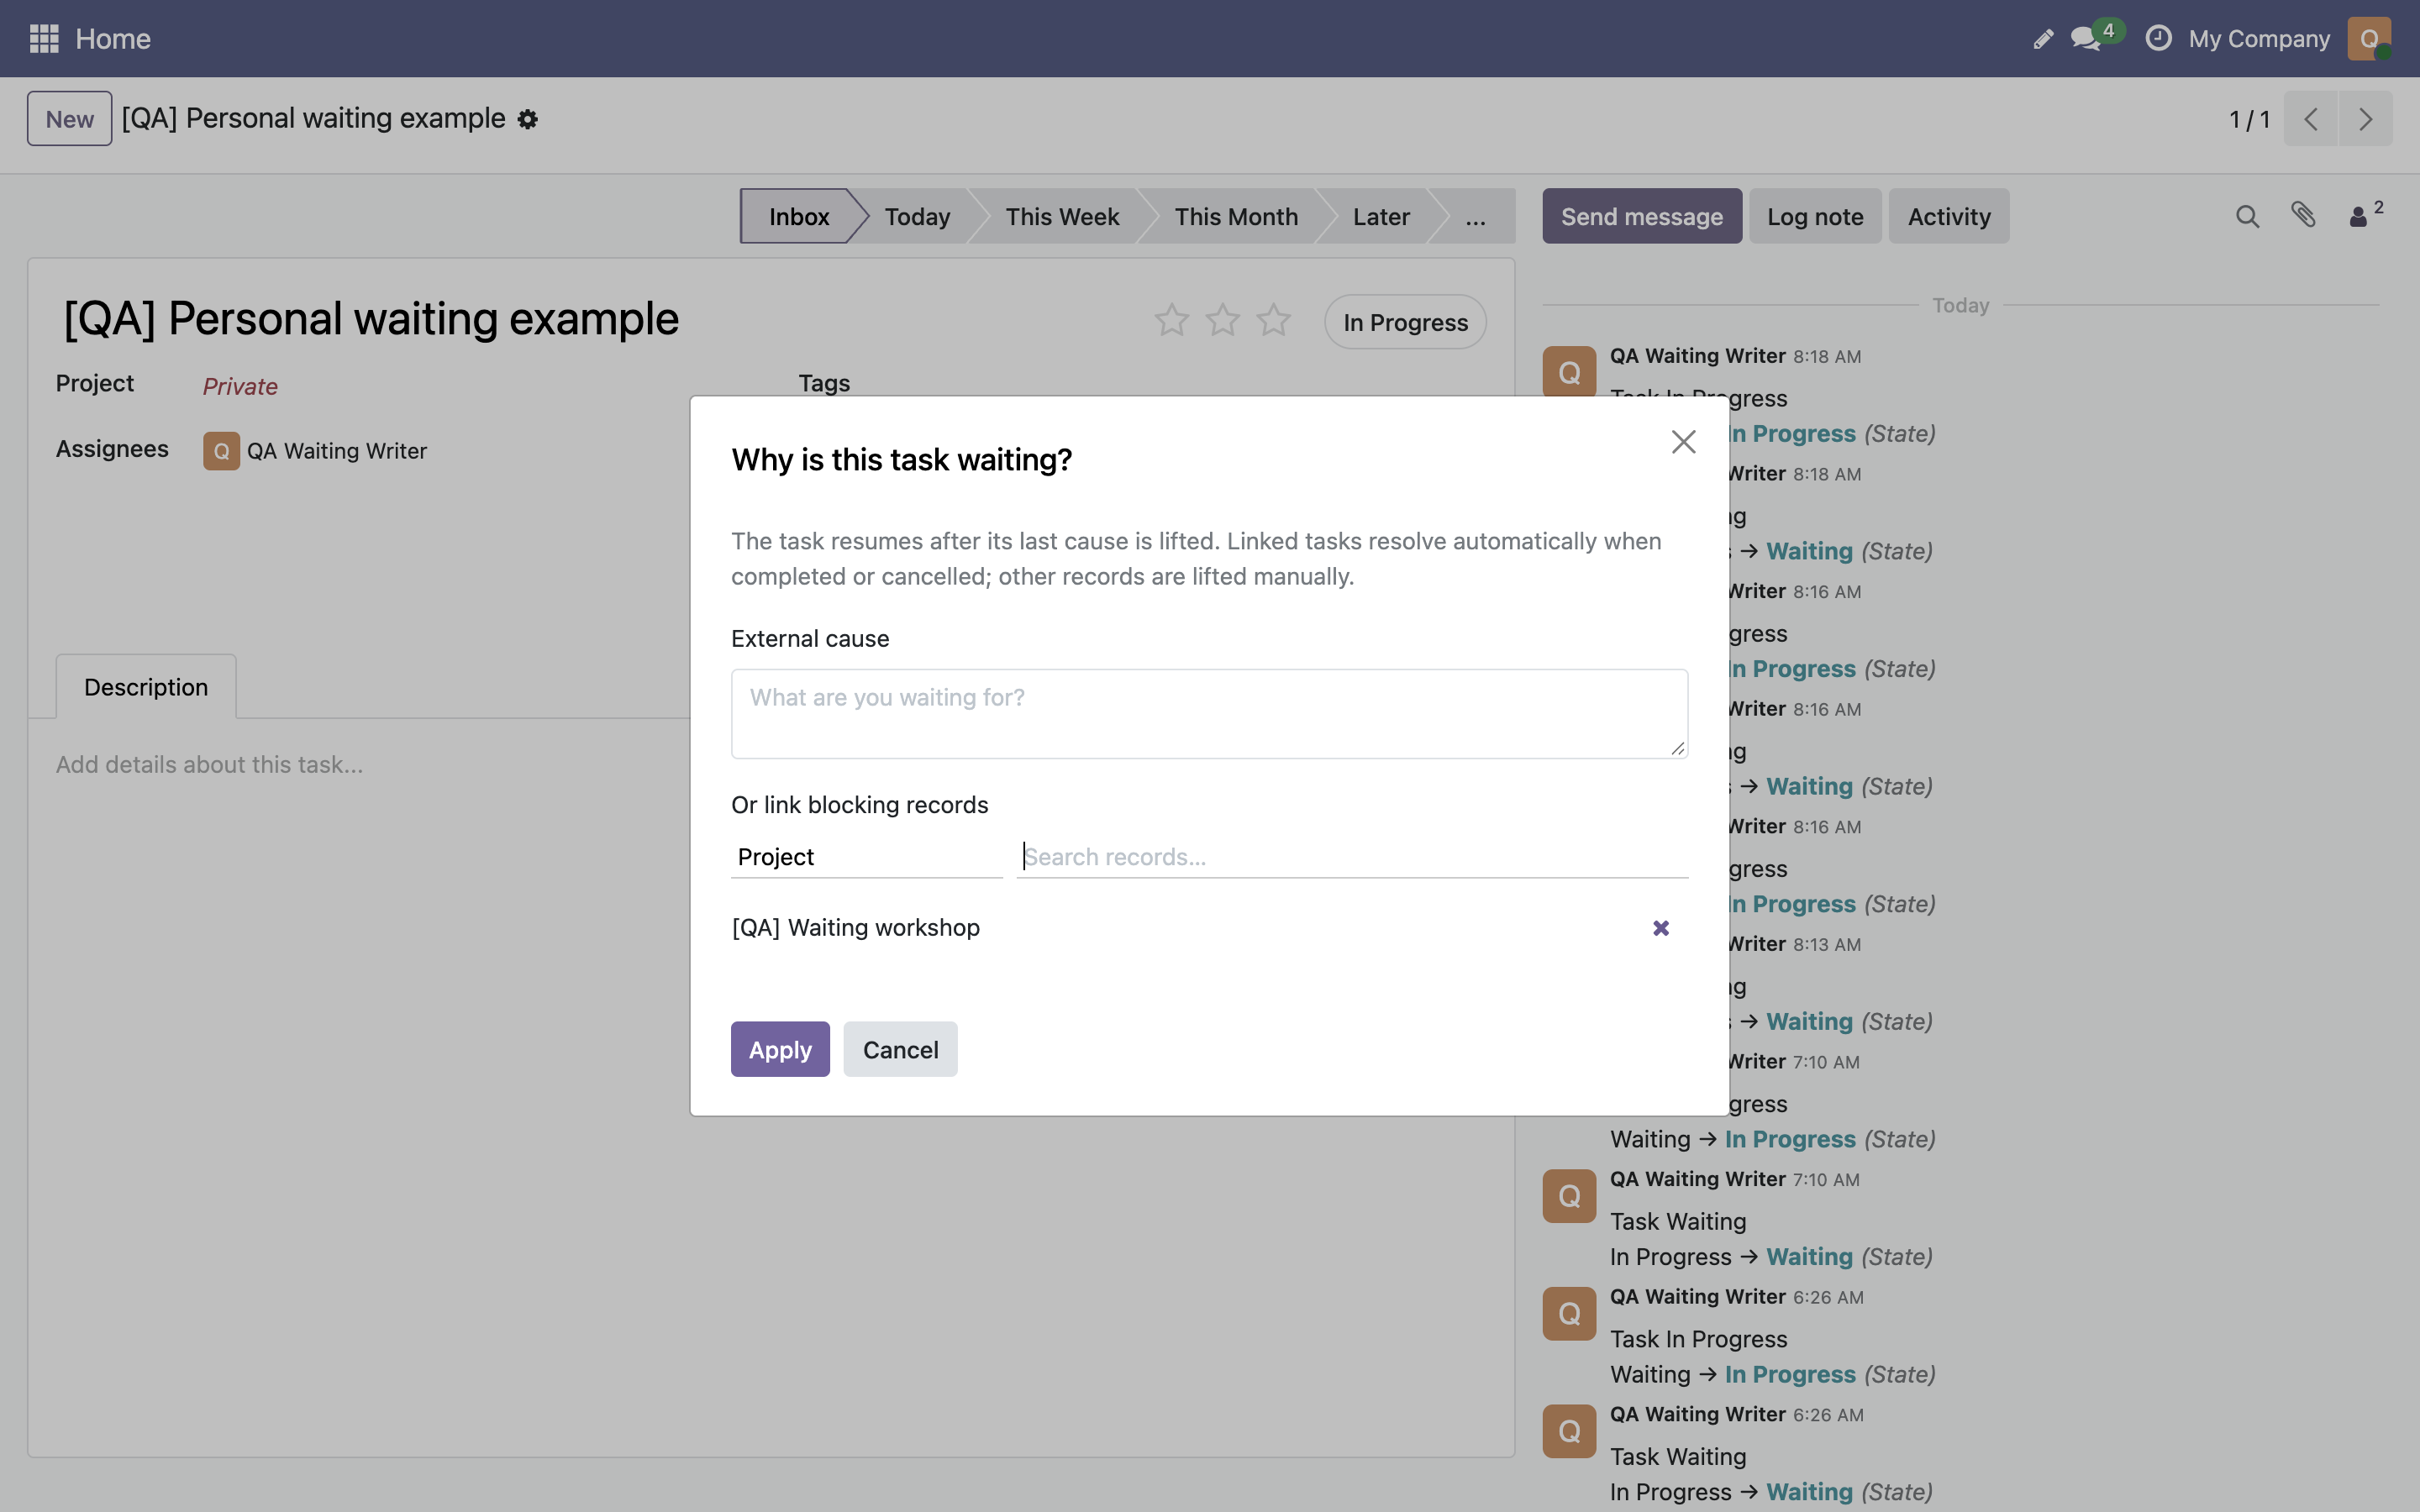 Home
4
My Company
Q
New
[QA] Personal waiting example
1 / 1
Inbox
Today
This Week
This Month
Later
...
Send message
Log note
Activity
2
[QA] Personal waiting example
In Progress
Project
Private
Tags
Assignees
Q
QA Waiting Writer
Description
Add details about this task...
Why is this task waiting?
The task resumes after its last cause is lifted. Linked tasks resolve automatically when
completed or cancelled; other records are lifted manually.
External cause
What are you waiting for?
Or link blocking records
Project
Search records...
[QA] Waiting workshop
Apply
Cancel
Today
Q
QA Waiting Writer 8:18 AM
Task In Progress
In Progress (State)
Writer 8:18 AM
→ Waiting (State)
Writer 8:16 AM
In Progress (State)
Writer 8:16 AM
→ Waiting (State)
Writer 8:16 AM
In Progress (State)
Writer 8:13 AM
→ Waiting (State)
Writer 7:10 AM
Waiting → In Progress (State)
Q
QA Waiting Writer 7:10 AM
Task Waiting
In Progress → Waiting (State)
Q
QA Waiting Writer 6:26 AM
Task In Progress
Waiting → In Progress (State)
Q
QA Waiting Writer 6:26 AM
Task Waiting
In Progress → Waiting (State)